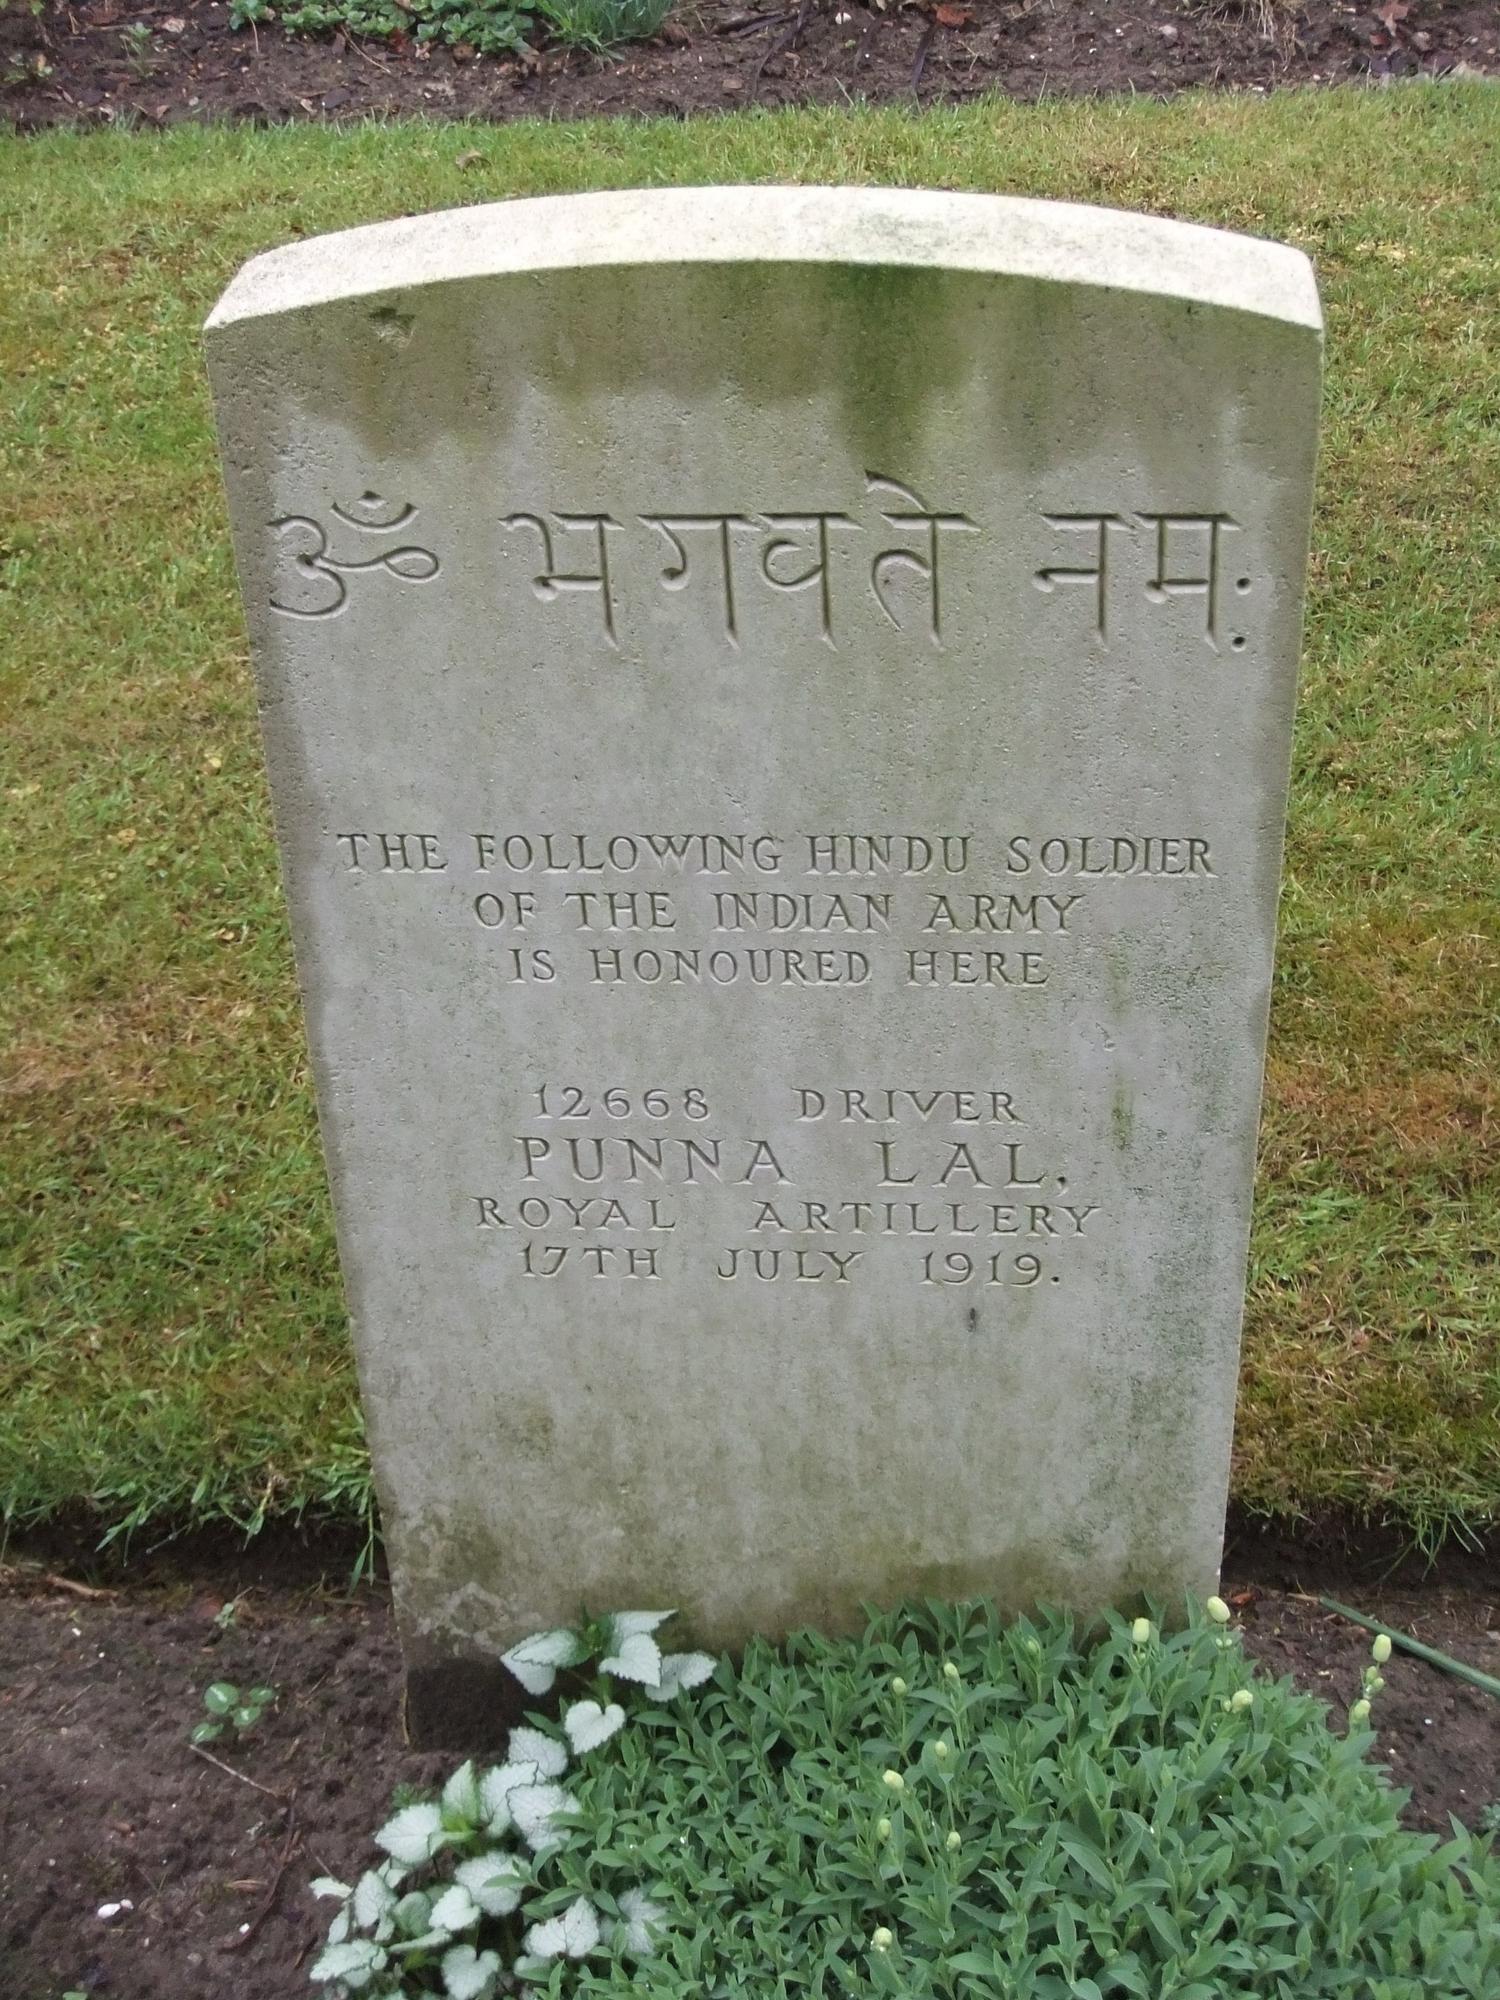 ॐ भगवते नमः
THE FOLLOWING HINDU SOLDIER
OF THE INDIAN ARMY
IS HONOURED HERE
12668 DRIVER
PUNNA LAL,
ROYAL ARTILLERY
17TH JULY 1919.